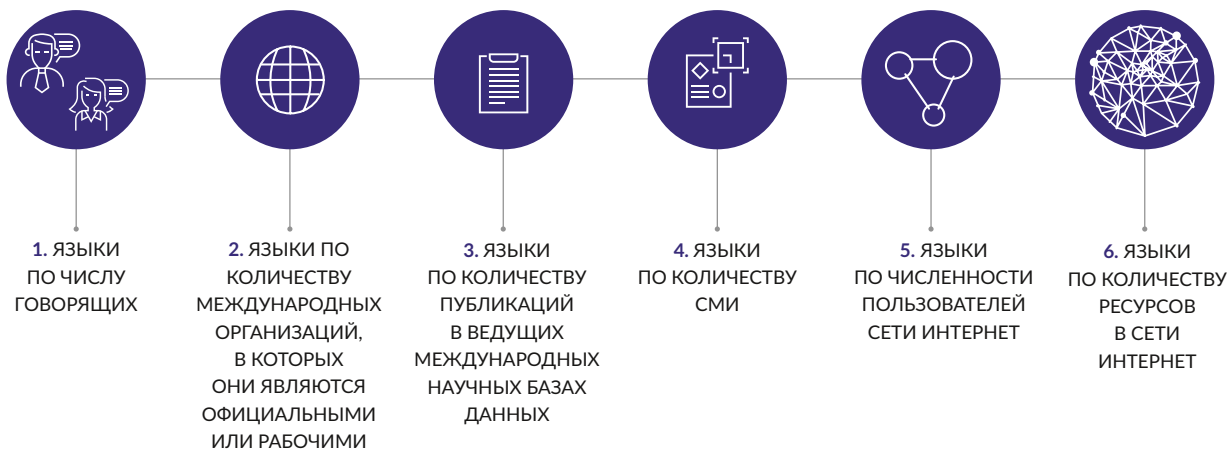 1. ЯЗЫКИ
ПО ЧИСЛУ
ГОВОРЯЩИХ
2. ЯЗЫКИ ПО
КОЛИЧЕСТВУ
МЕЖДУНАРОДНЫХ
ОРГАНИЗАЦИЙ,
В КОТОРЫХ
ОНИ ЯВЛЯЮТСЯ
ОФИЦИАЛЬНЫМИ
ИЛИ РАБОЧИМИ
3. ЯЗЫКИ
ПО КОЛИЧЕСТВУ
ПУБЛИКАЦИЙ
В ВЕДУЩИХ
МЕЖДУНАРОДНЫХ
НАУЧНЫХ БАЗАХ
ДАННЫХ
4. ЯЗЫКИ
ПО КОЛИЧЕСТВУ
СМИ
5. ЯЗЫКИ
ПО ЧИСЛЕННОСТИ
ПОЛЬЗОВАТЕЛЕЙ
СЕТИ ИНТЕРНЕТ
6. ЯЗЫКИ
ПО КОЛИЧЕСТВУ
РЕСУРСОВ
В СЕТИ
ИНТЕРНЕТ